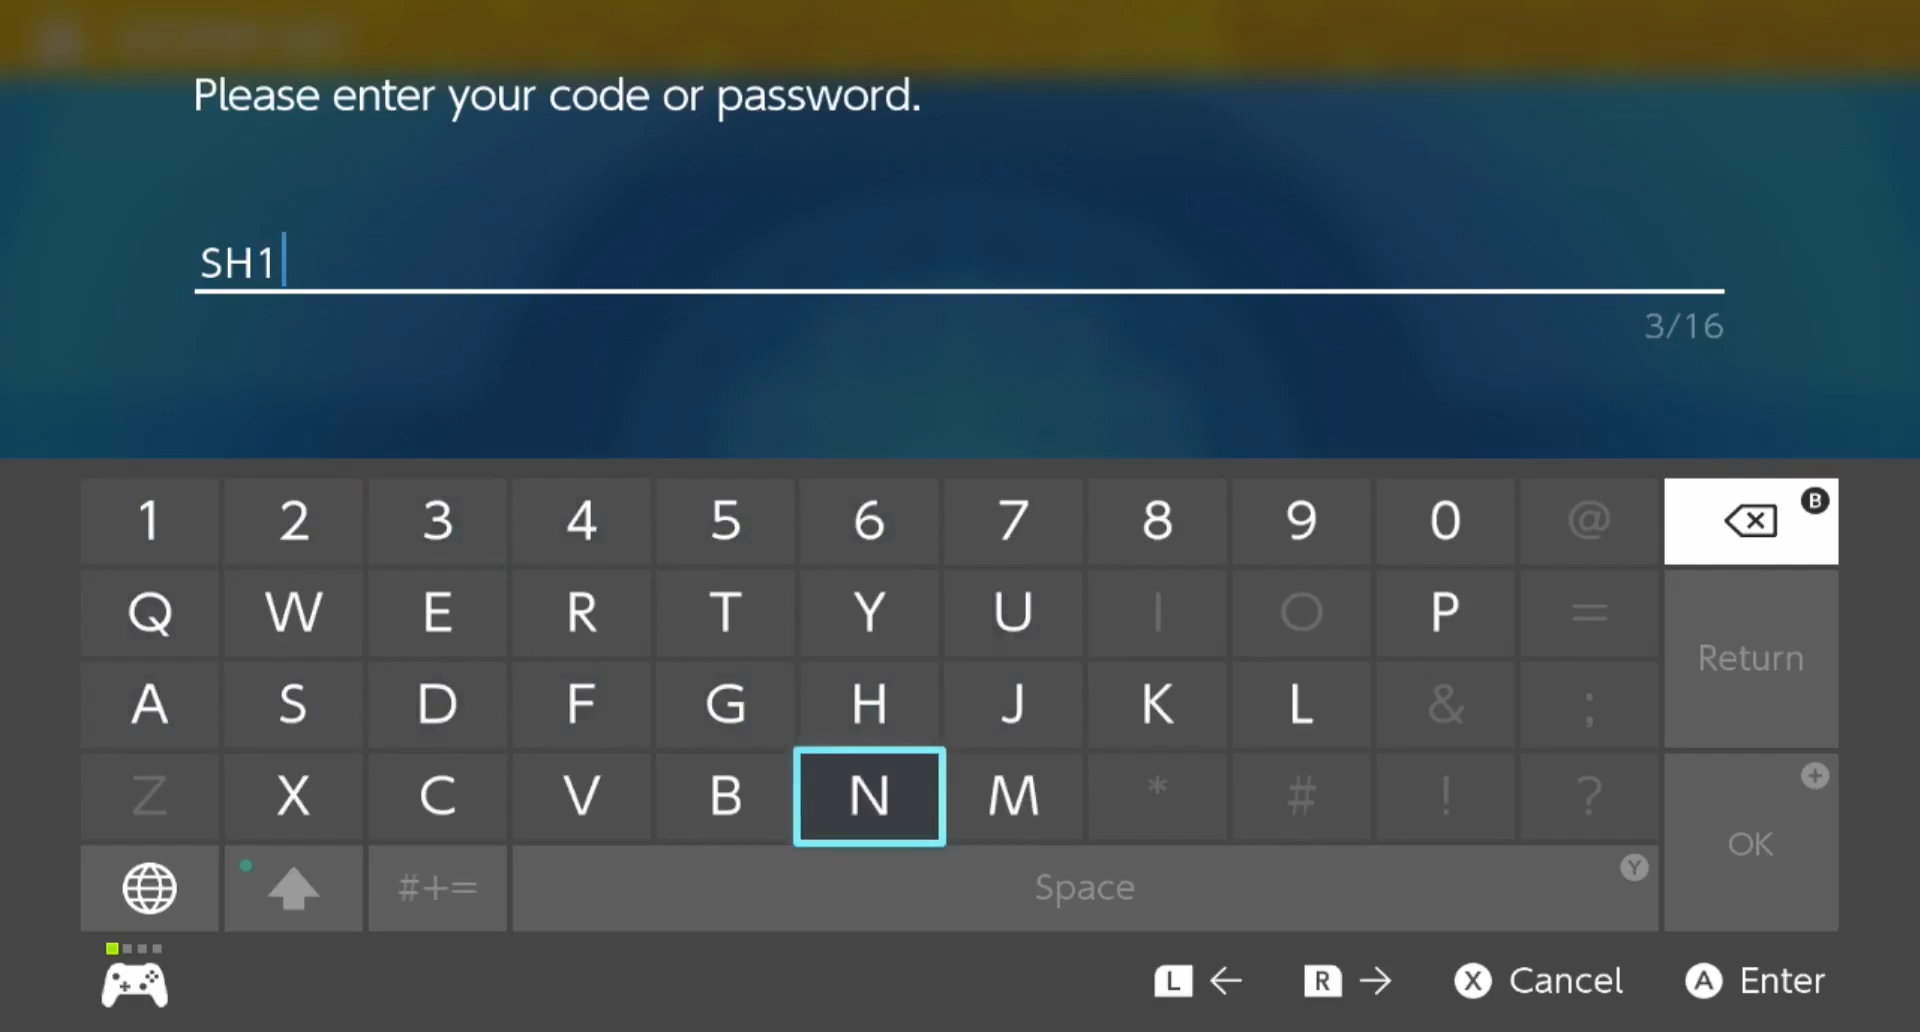 Please enter your code or password.
SH1
3/16
1 2 3 4 5 6 7 8 9 0 @ B
Q W E R T Y U I O P = Return
A S D F G H J K L & ;
Z X C V B N M * # ! ? + OK
#+= Space Y
L ← R → X Cancel A Enter